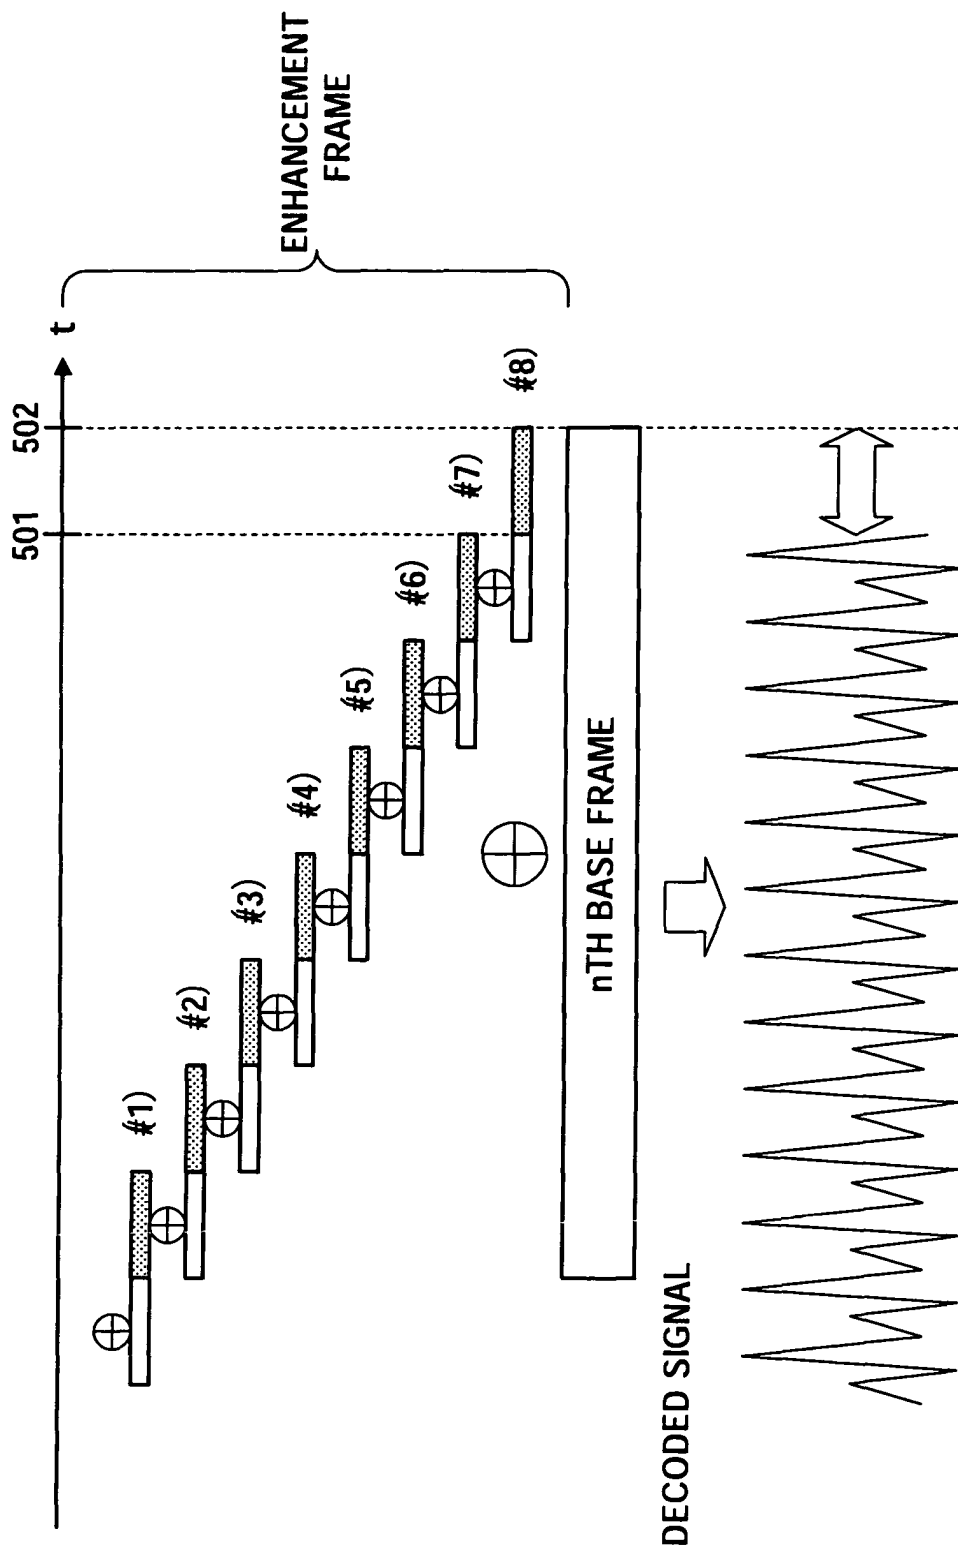 501
502
t
ENHANCEMENT
FRAME
#1)
#2)
#3)
#4)
#5)
#6)
#7)
#8)
nTH BASE FRAME
DECODED SIGNAL